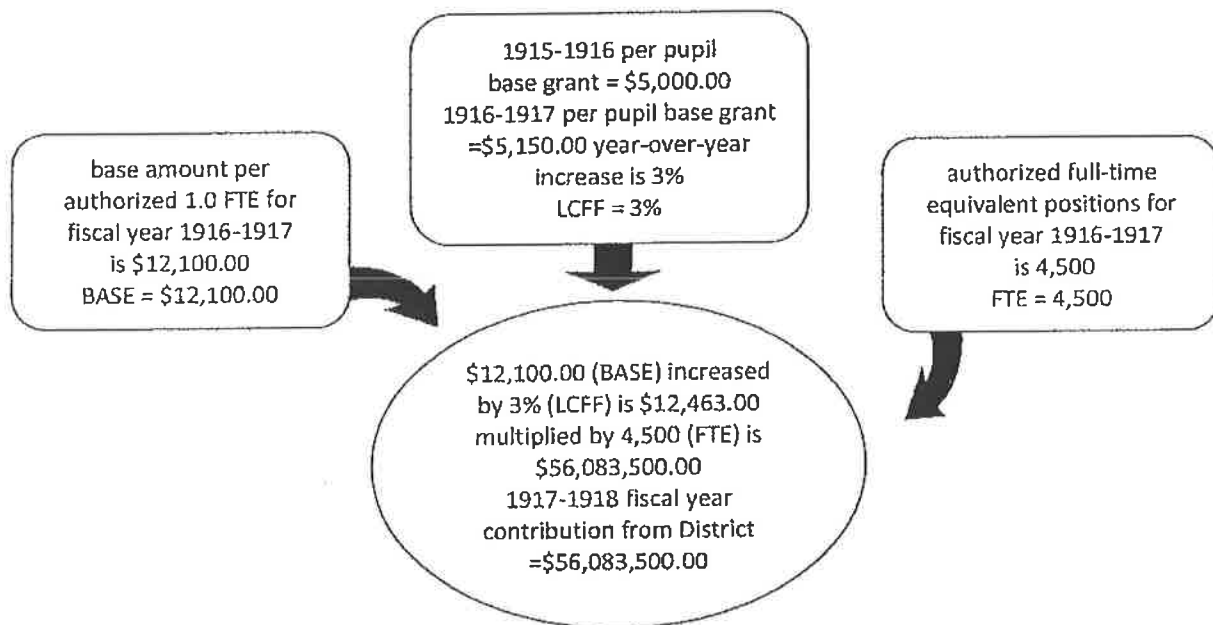 1915-1916 per pupil
base grant = $5,000.00
1916-1917 per pupil base grant
=$5,150.00 year-over-year
increase is 3%
LCFF = 3%
base amount per
authorized 1.0 FTE for
fiscal year 1916-1917
is $12,100.00
BASE = $12,100.00
authorized full-time
equivalent positions for
fiscal year 1916-1917
is 4,500
FTE = 4,500
$12,100.00 (BASE) increased
by 3% (LCFF) is $12,463.00
multiplied by 4,500 (FTE) is
$56,083,500.00
1917-1918 fiscal year
contribution from District
=$56,083,500.00